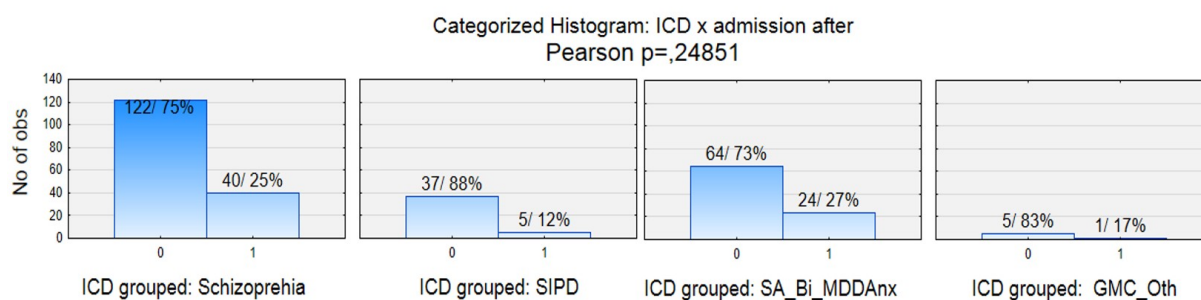 Categorized Histogram: ICD x admission after
Pearson p=,24851
No of obs
140
120
100
80
60
40
20
0
122/ 75%
40/ 25%
0 1
ICD grouped: Schizoprehia
37/ 88%
5/ 12%
0 1
ICD grouped: SIPD
64/ 73%
24/ 27%
0 1
ICD grouped: SA_Bi_MDDAnx
5/ 83%
1/ 17%
0 1
ICD grouped: GMC_Oth